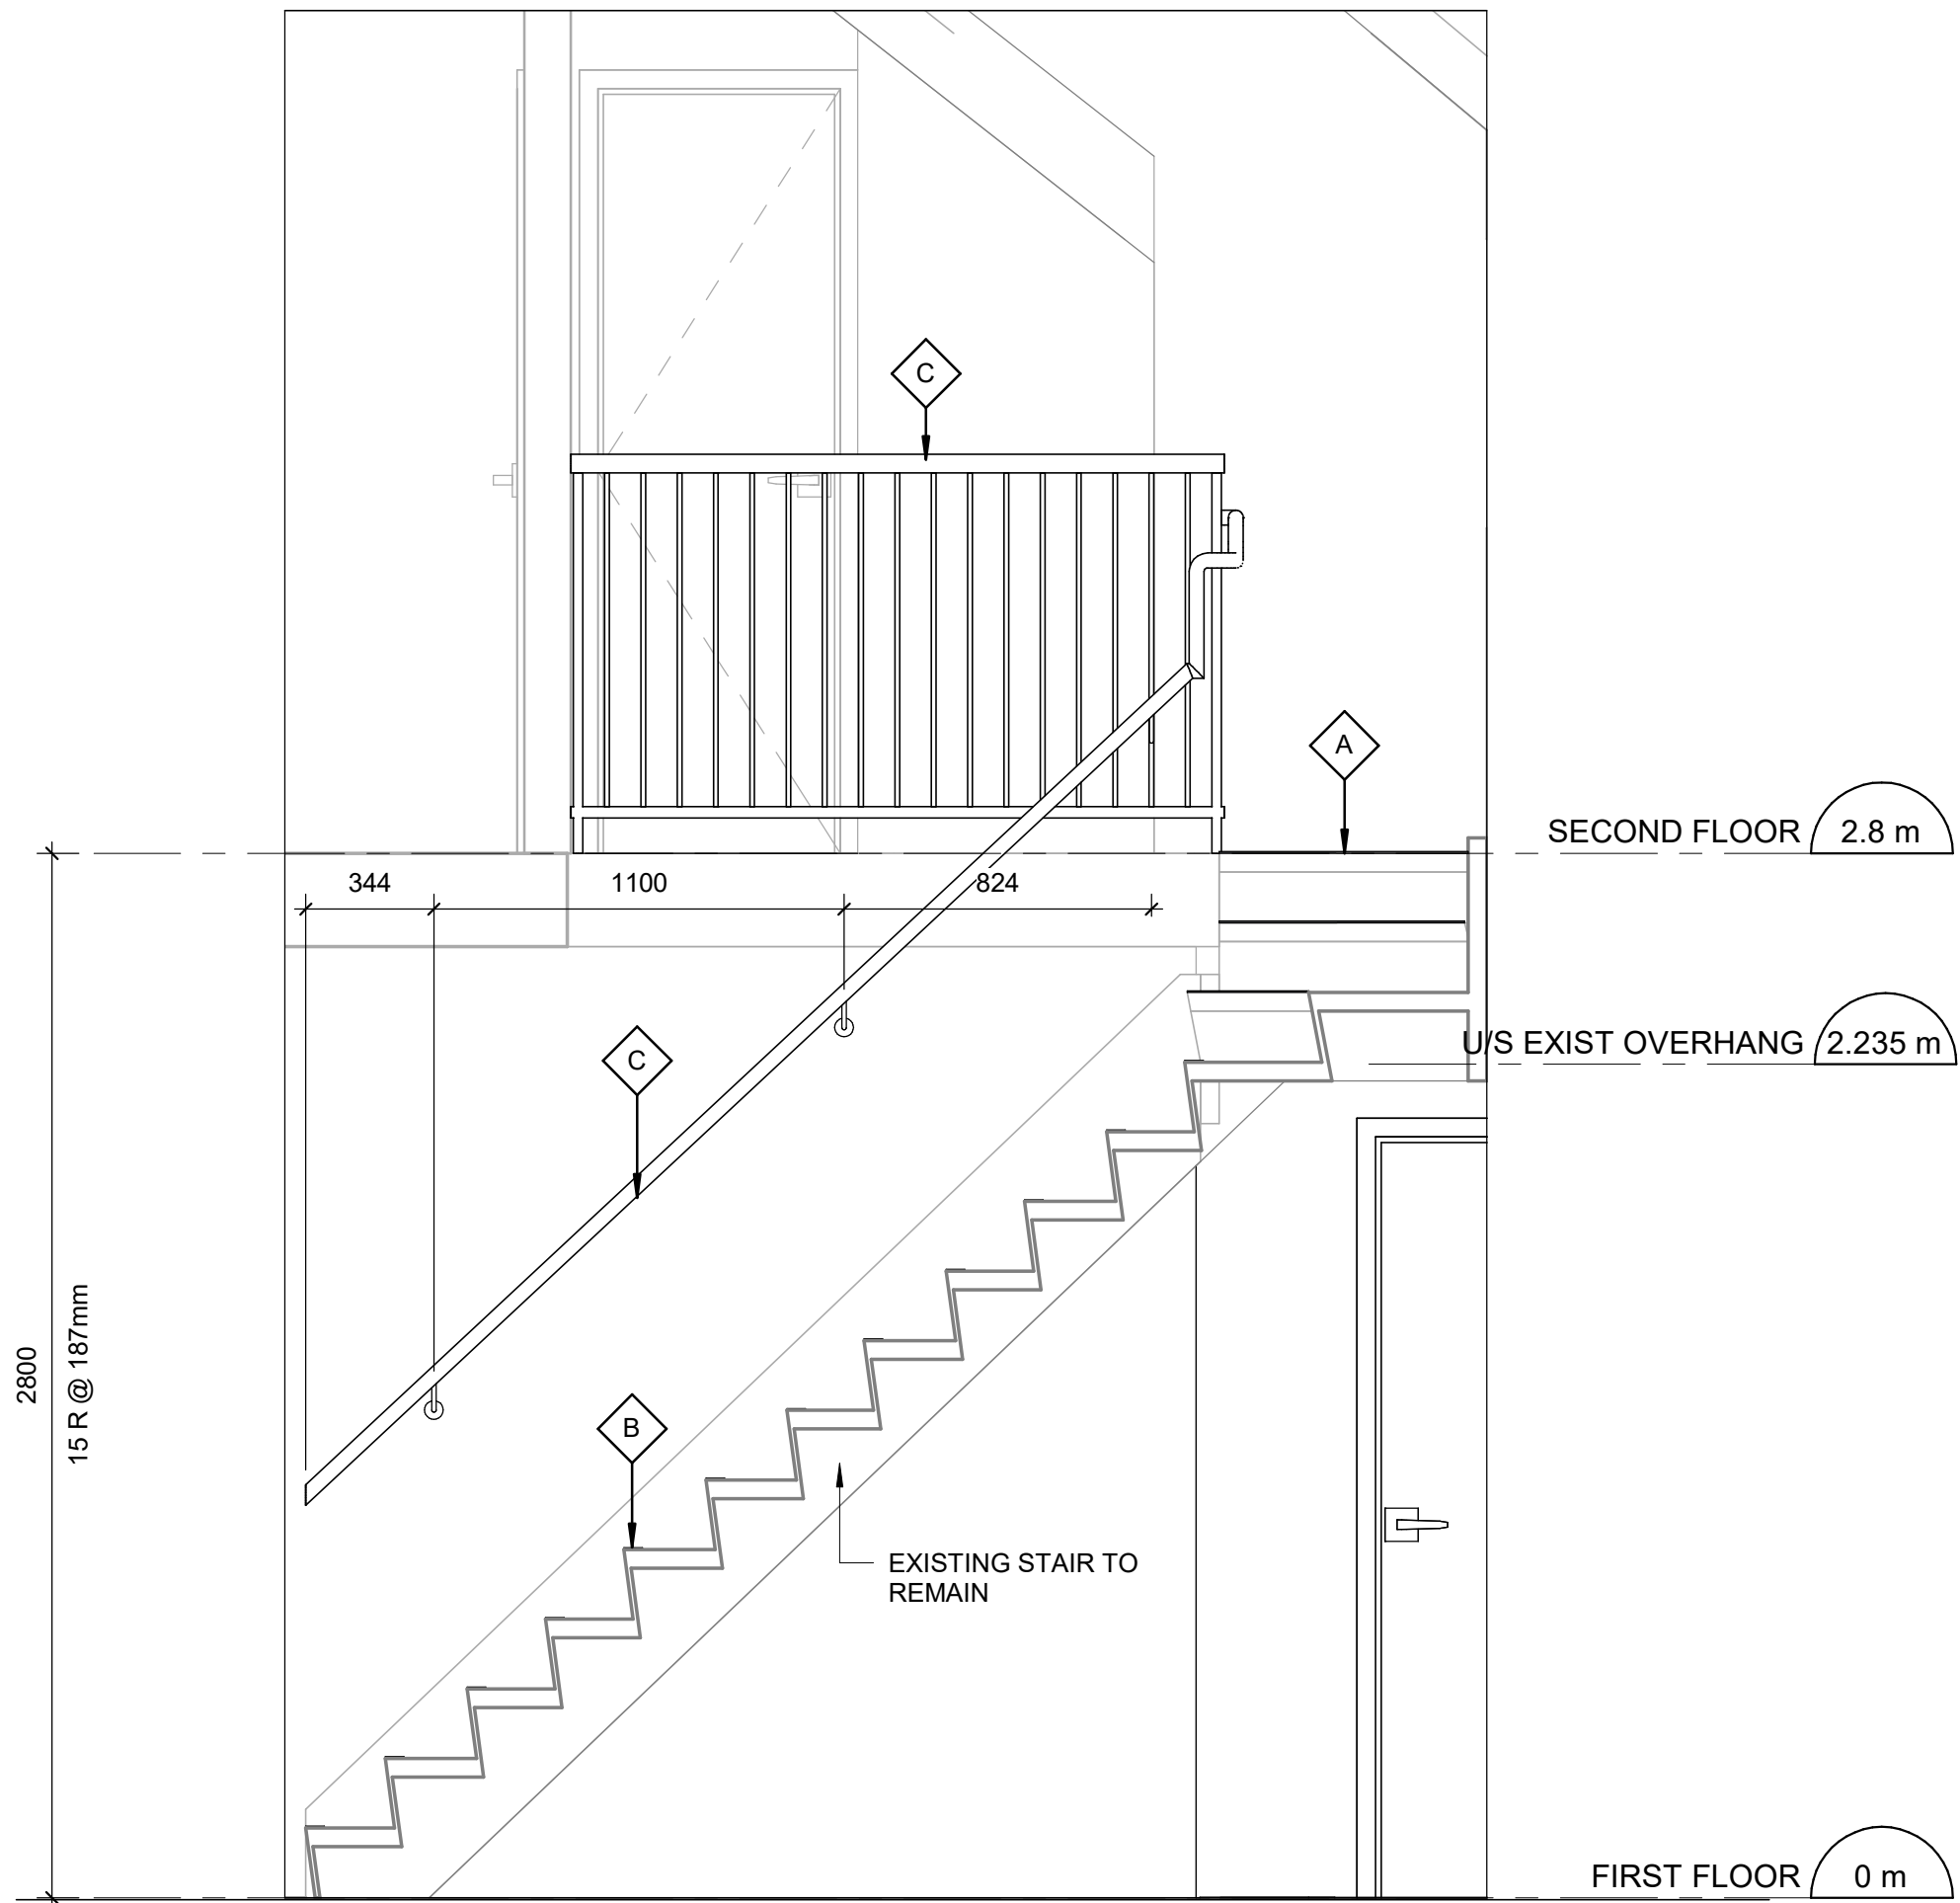 C
A
SECOND FLOOR 2.8 m
344 1100 824
U/S EXIST OVERHANG 2.235 m
C
2800
15 R @ 187mm
B
EXISTING STAIR TO
REMAIN
FIRST FLOOR 0 m